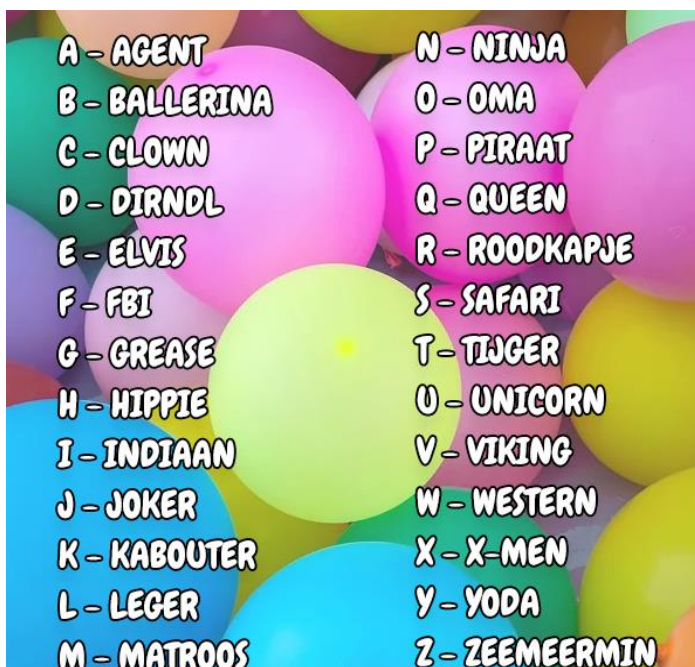 A – AGENT
B – BALLERINA
C – CLOWN
D – DIRNDL
E – ELVIS
F – FBI
G – GREASE
H – HIPPIE
I – INDIAAN
J – JOKER
K – KABOUTER
L – LEGER
M – MATROOS
N – NINJA
O – OMA
P – PIRAAT
Q – QUEEN
R – ROODKAPJE
S – SAFARI
T – TIJGER
U – UNICORN
V – VIKING
W – WESTERN
X – X-MEN
Y – YODA
Z – ZEEMEERMIN